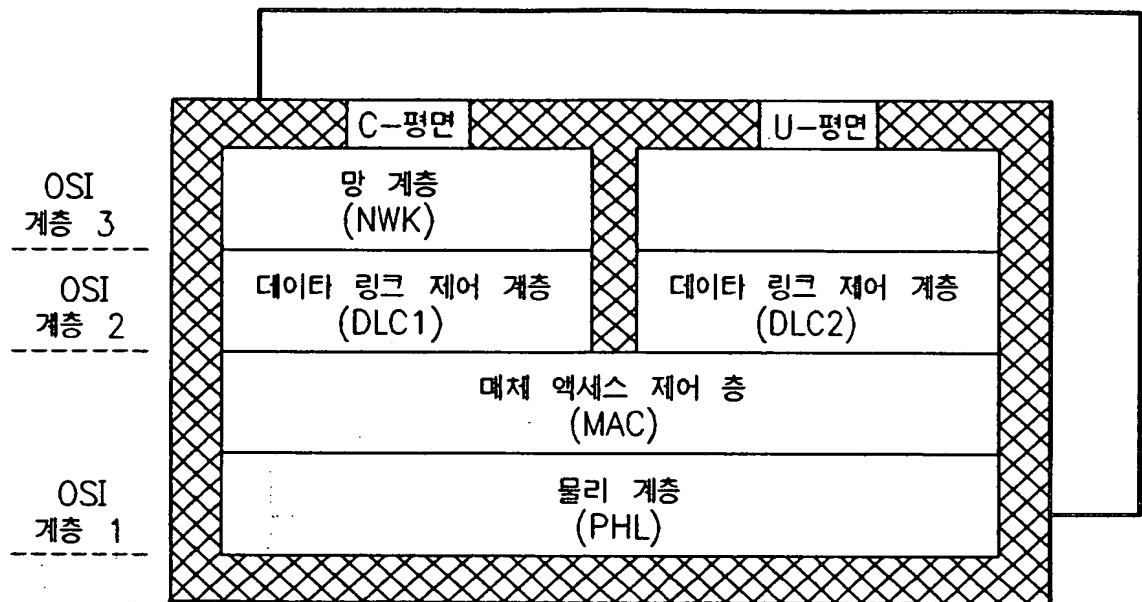 C-평면
U-평면
OSI
계층 3
망 계층
(NWK)
OSI
계층 2
데이타 링크 제어 계층
(DLC1)
데이타 링크 제어 계층
(DLC2)
매체 액세스 제어 층
(MAC)
OSI
계층 1
물리 계층
(PHL)